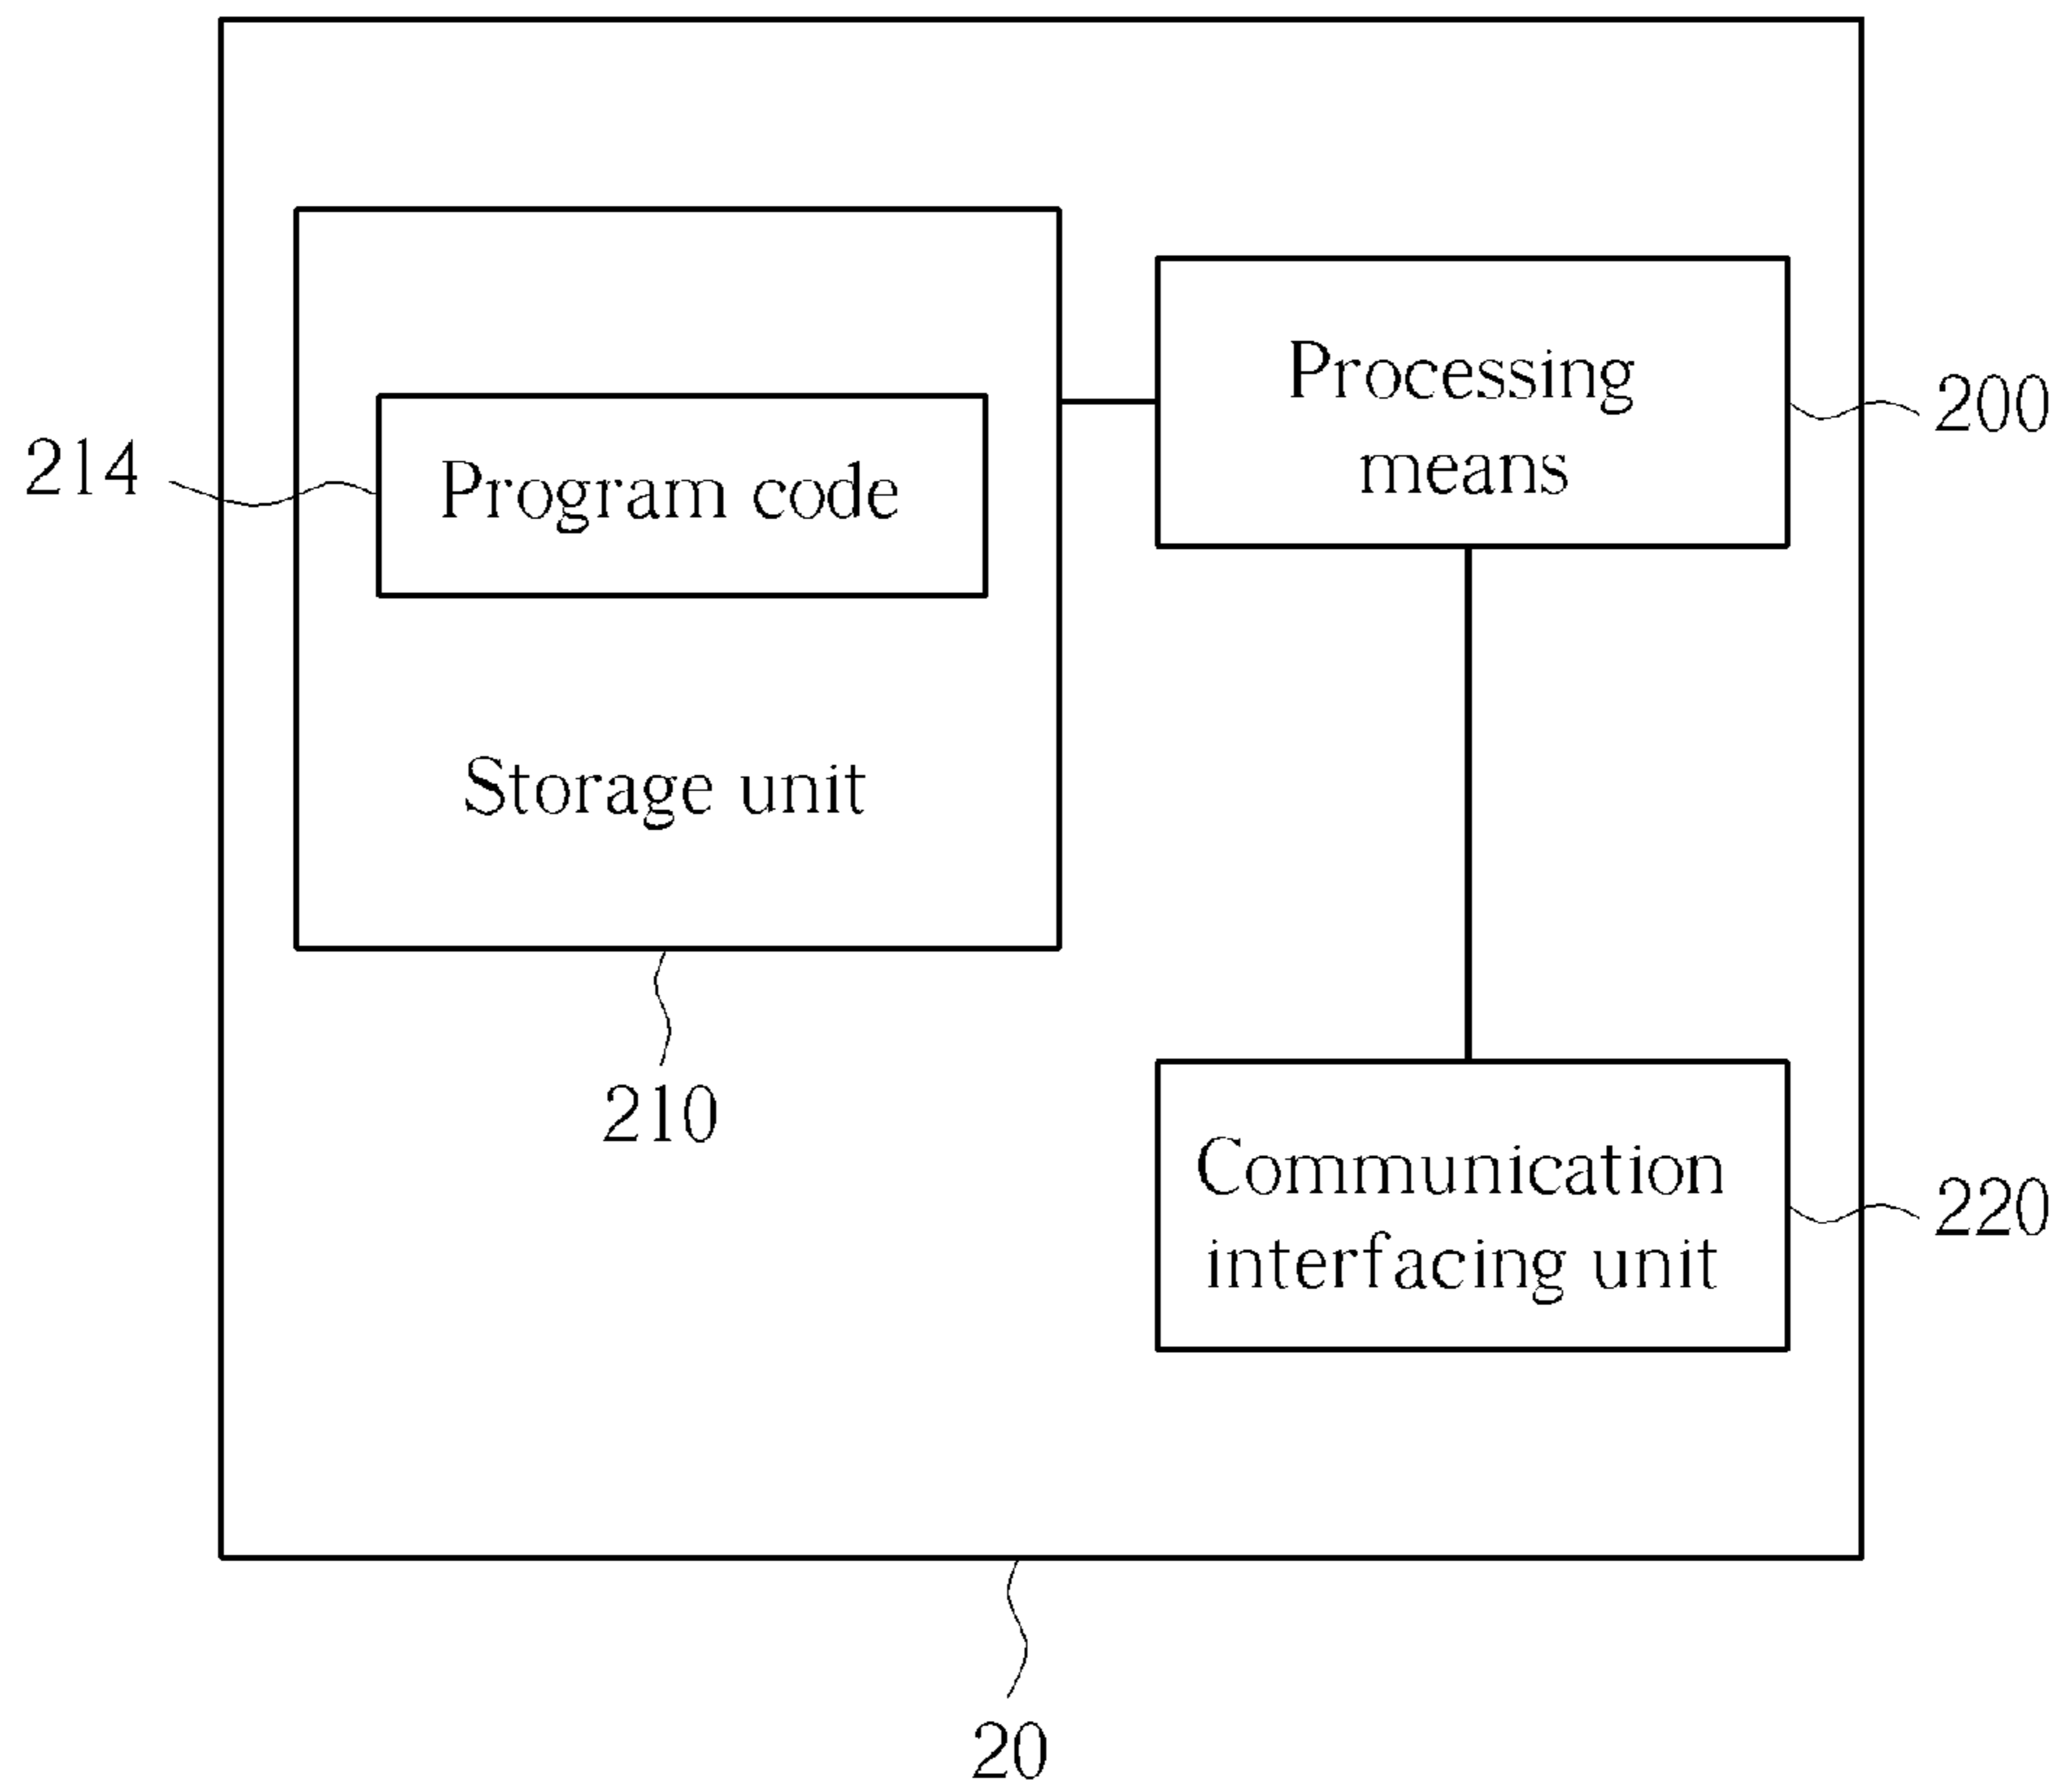 Processing
means
200
214
Program code
Storage unit
210
Communication
interfacing unit
220
20